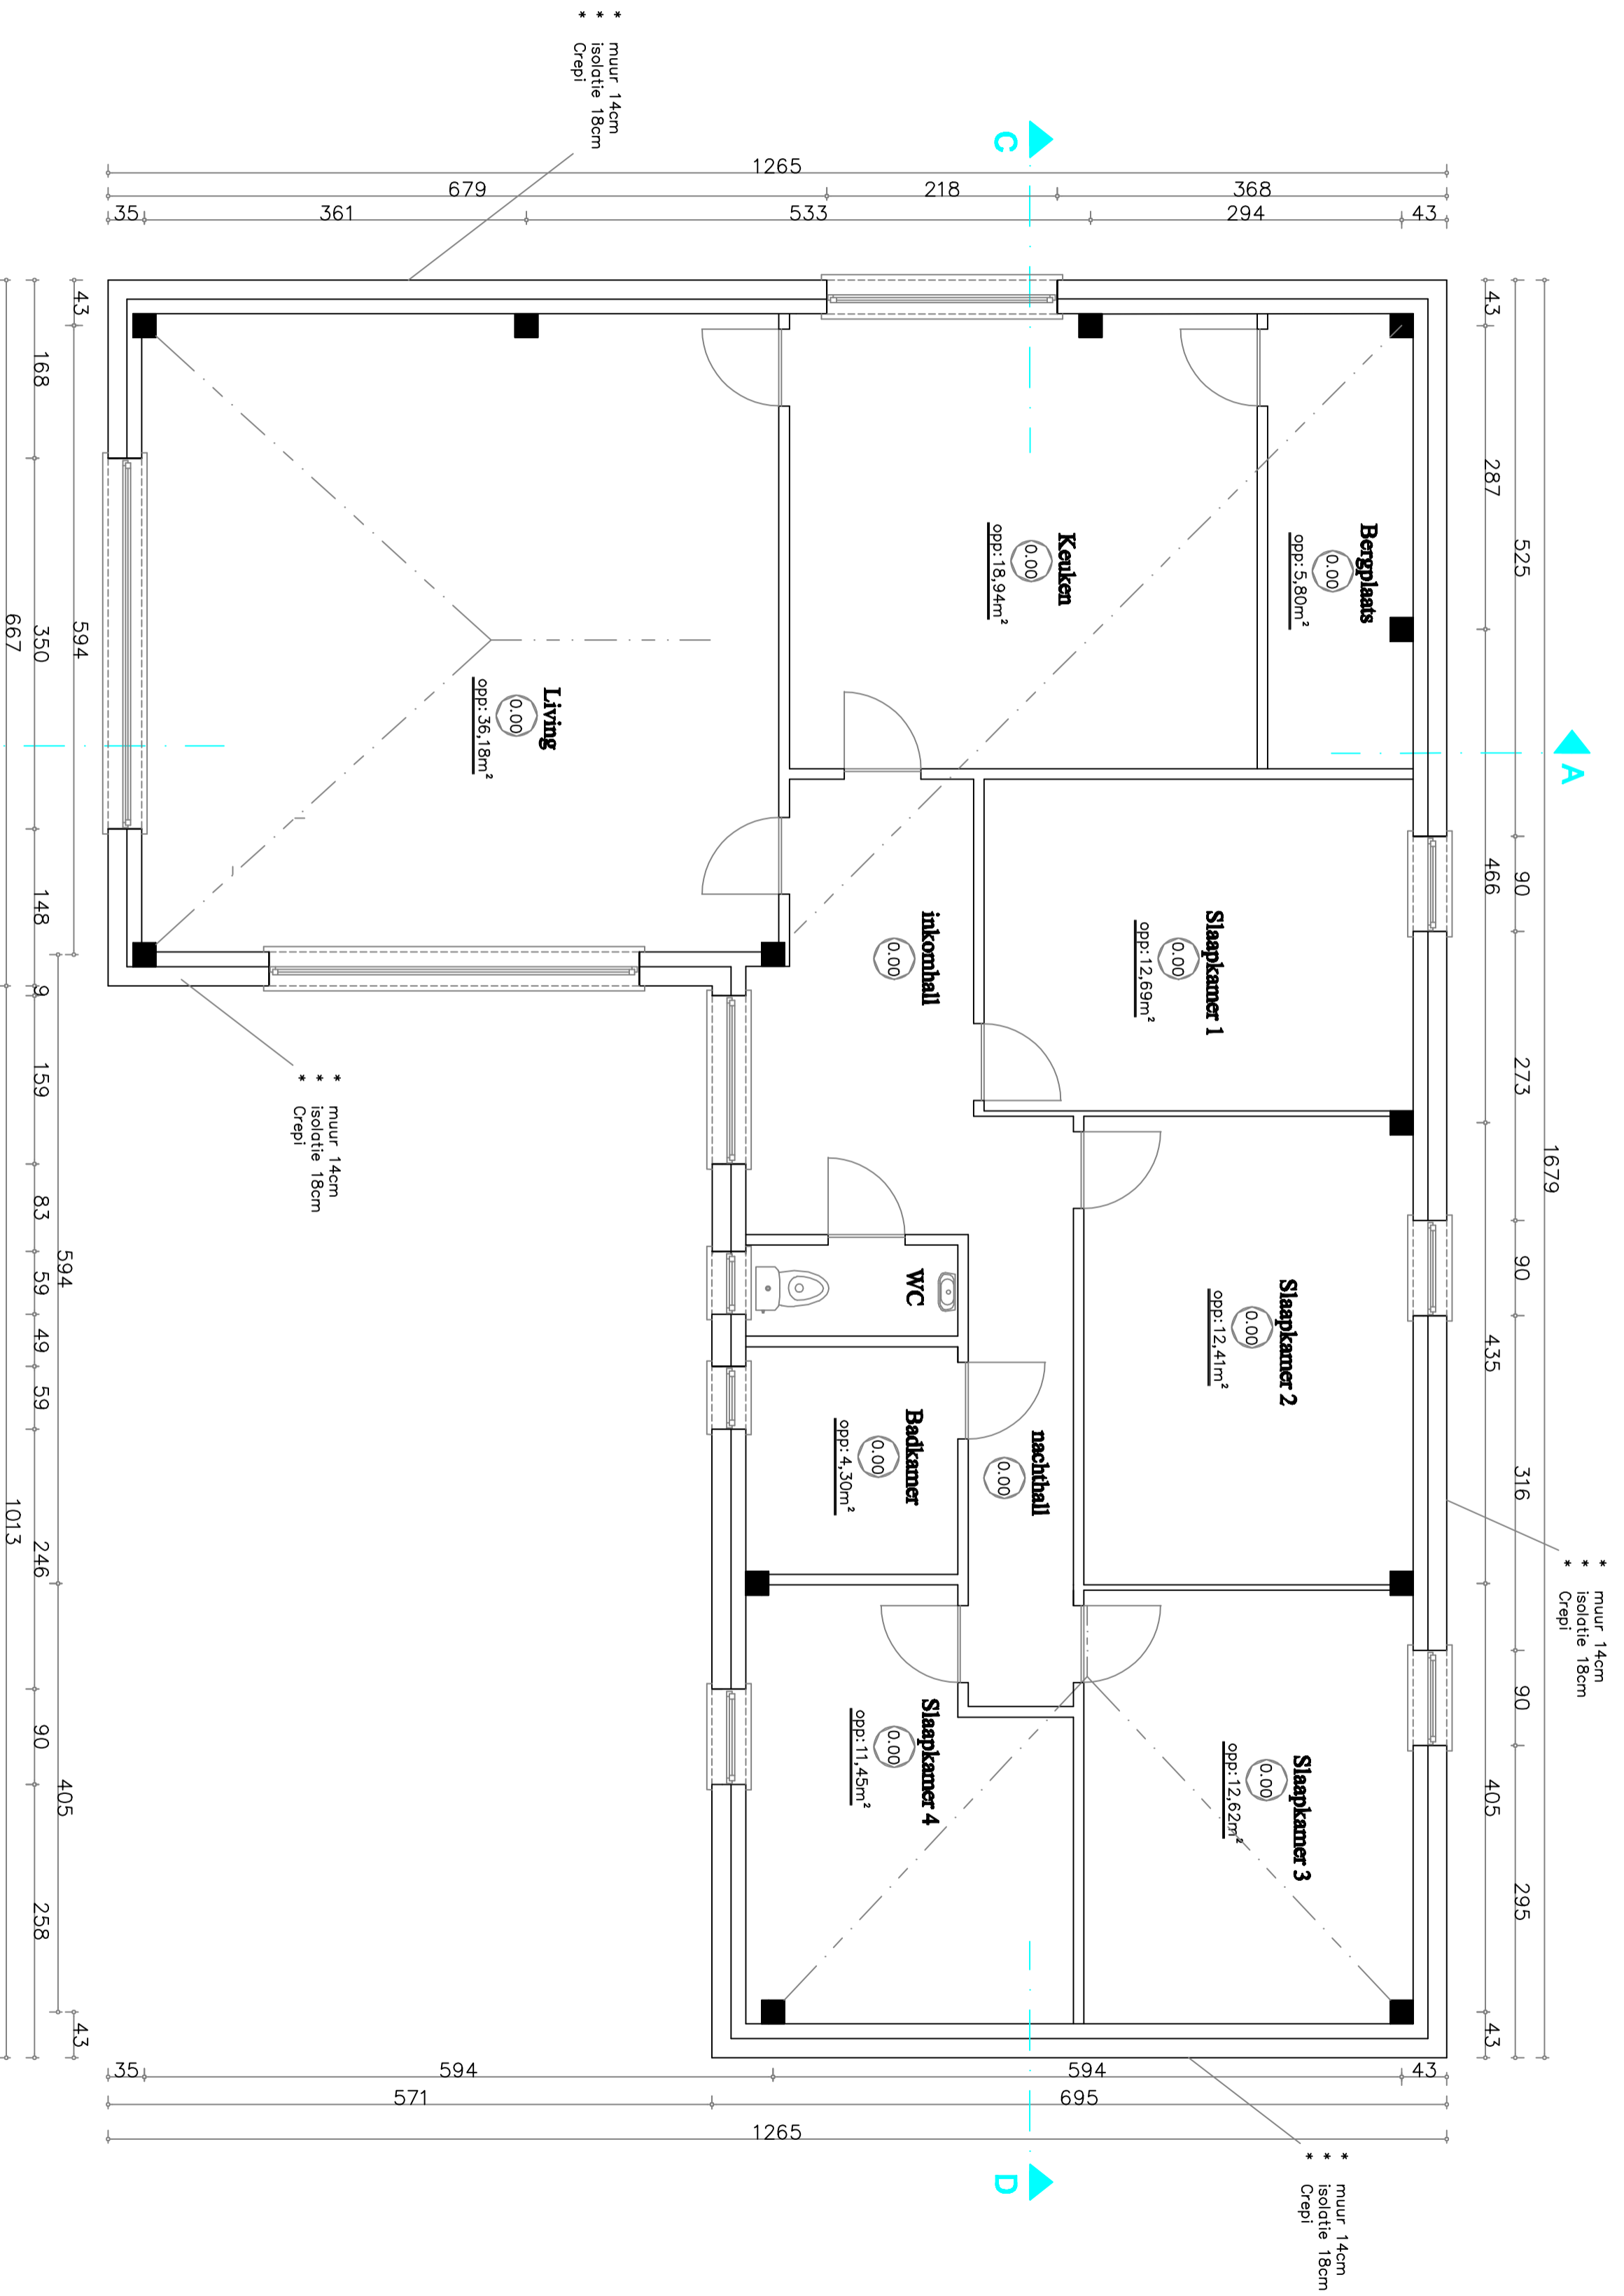 * muur 14cm
* isolatie 18cm
* Crepi
C
1265
679
218
368
35
361
533
294
43
A
1679
525
90
273
90
316
90
295
43
287
466
435
405
43
* muur 14cm
* isolatie 18cm
* Crepi
Bergplaats
0.00
opp: 5,80m²
Keuken
0.00
opp: 18,94m²
Living
0.00
opp: 36,18m²
Slaapkamer 1
0.00
opp: 12,69m²
inkomhall
0.00
Slaapkamer 2
0.00
opp: 12,41m²
WC
Badkamer
0.00
opp: 4,30m²
nachthall
0.00
Slaapkamer 3
0.00
opp: 12,62m²
Slaapkamer 4
0.00
opp: 11,45m²
* muur 14cm
* isolatie 18cm
* Crepi
43
594
594
405
43
168
350
148
9
159
83
59
49
59
246
90
258
667
1013
35
594
594
43
571
695
1265
D
* muur 14cm
* isolatie 18cm
* Crepi